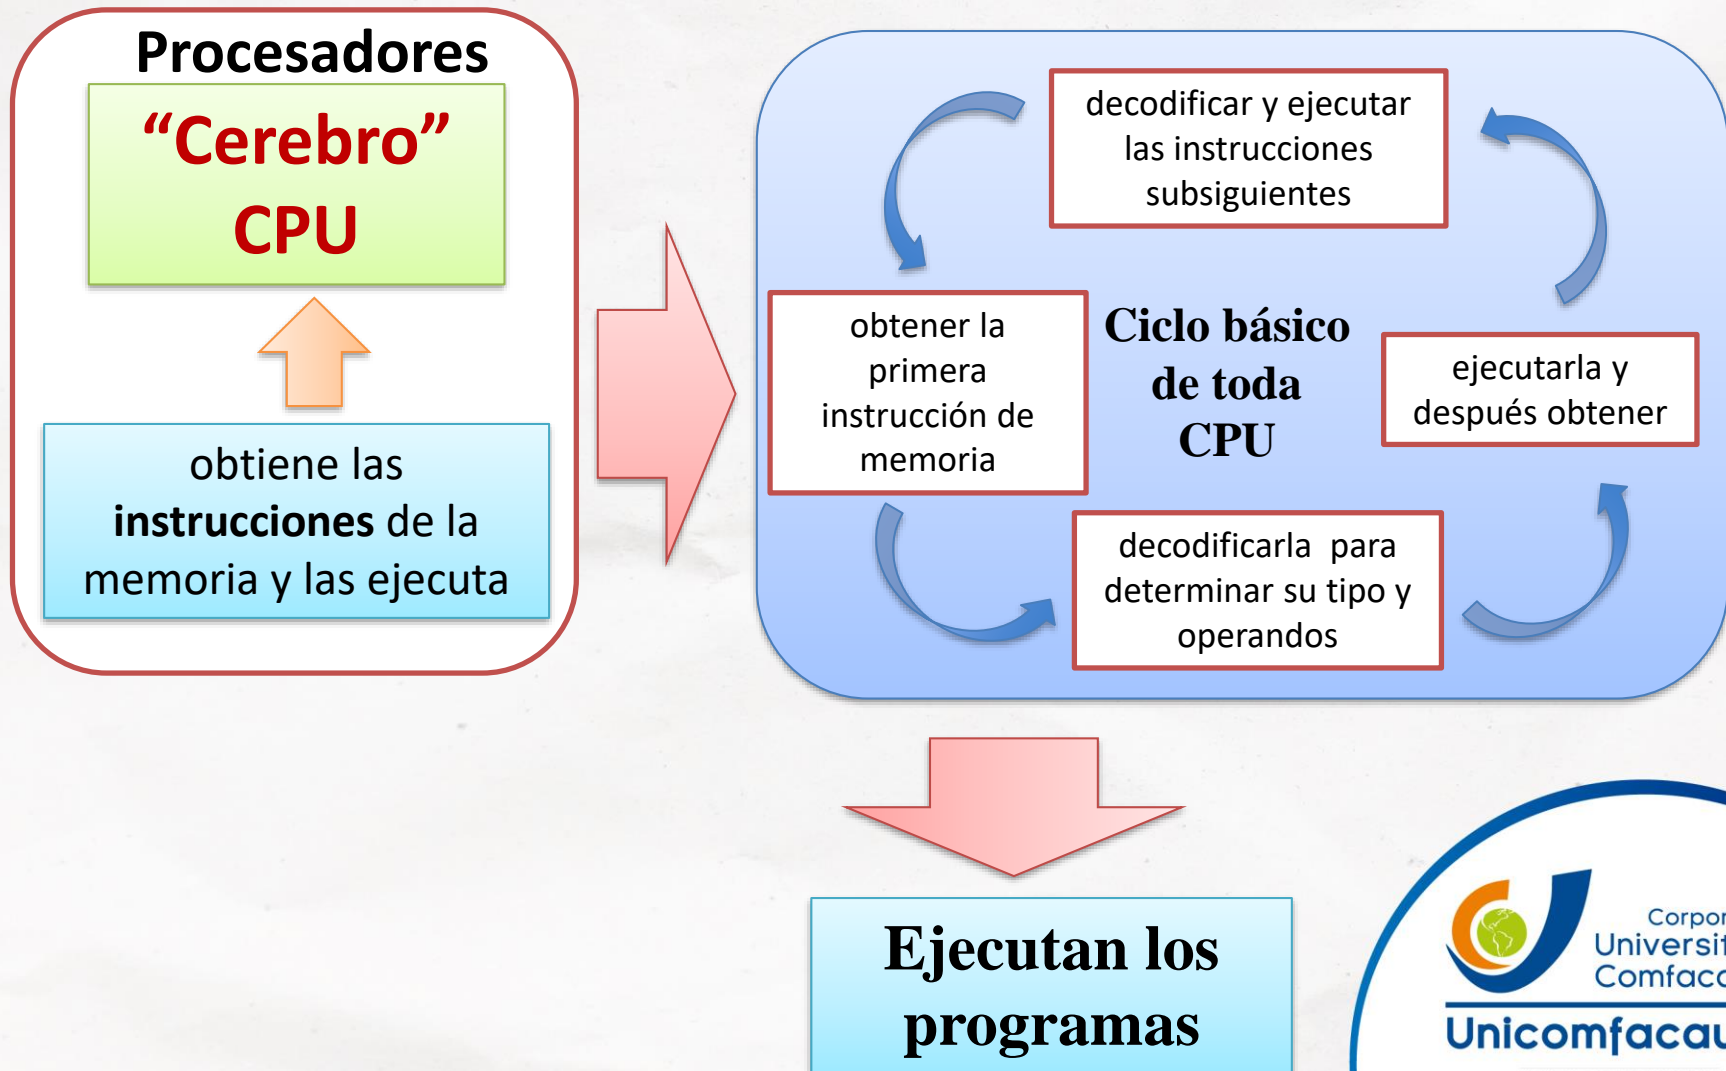 Procesadores
“Cerebro”
CPU
obtiene las
instrucciones de la
memoria y las ejecuta
decodificar y ejecutar
las instrucciones
subsiguientes
obtener la
primera
instrucción de
memoria
Ciclo básico
de toda
CPU
ejecutarla y
después obtener
decodificarla para
determinar su tipo y
operandos
Ejecutan los
programas